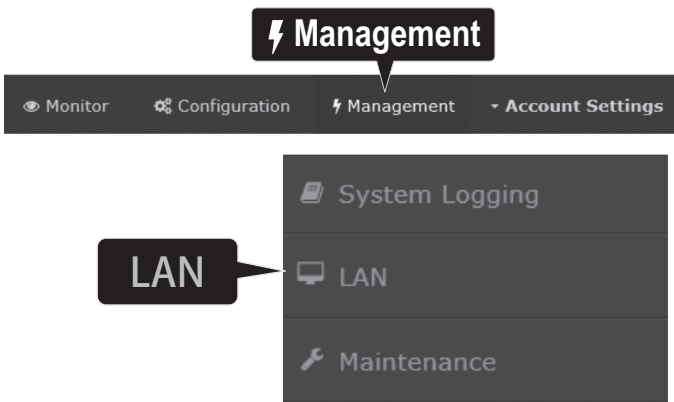 Management
Monitor Configuration Management Account Settings
System Logging
LAN LAN
Maintenance